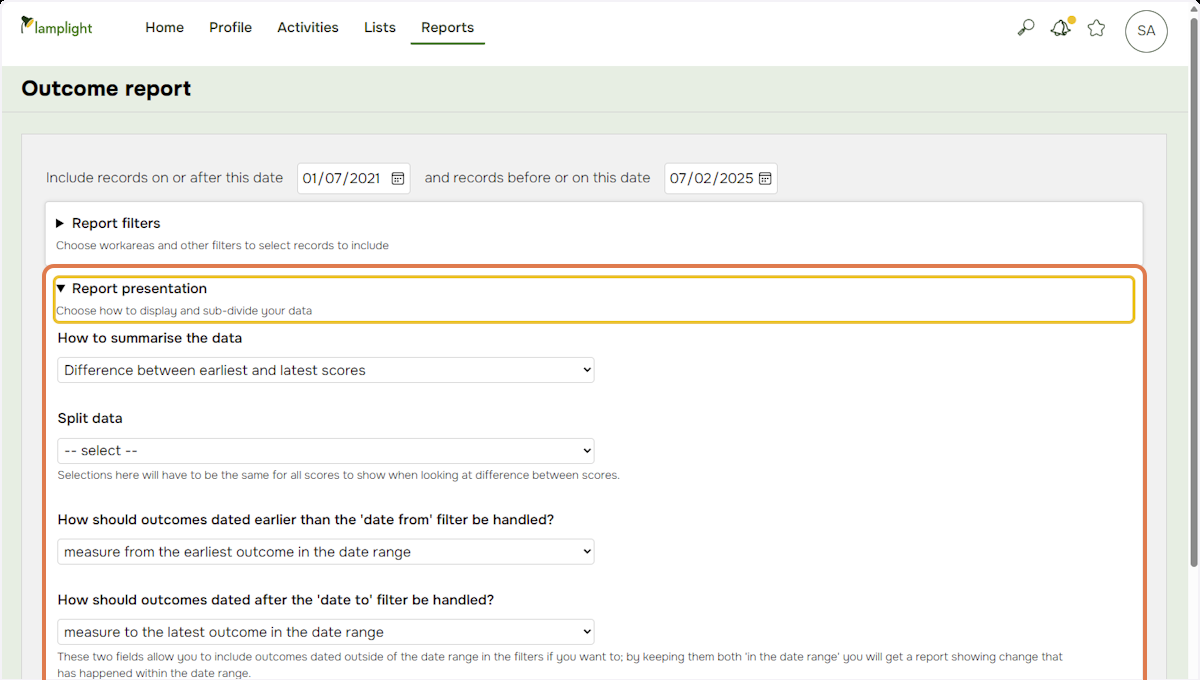 lamplight Home Profile Activities Lists Reports SA
Outcome report
Include records on or after this date 01/07/2021 and records before or on this date 07/02/2025
Report filters
Choose workareas and other filters to select records to include
Report presentation
Choose how to display and sub-divide your data
How to summarise the data
Difference between earliest and latest scores
Split data
-- select --
Selections here will have to be the same for all scores to show when looking at difference between scores.
How should outcomes dated earlier than the 'date from' filter be handled?
measure from the earliest outcome in the date range
How should outcomes dated after the 'date to' filter be handled?
measure to the latest outcome in the date range
These two fields allow you to include outcomes dated outside of the date range in the filters if you want to; by keeping them both 'in the date range' you will get a report showing change that
has happened within the date range.